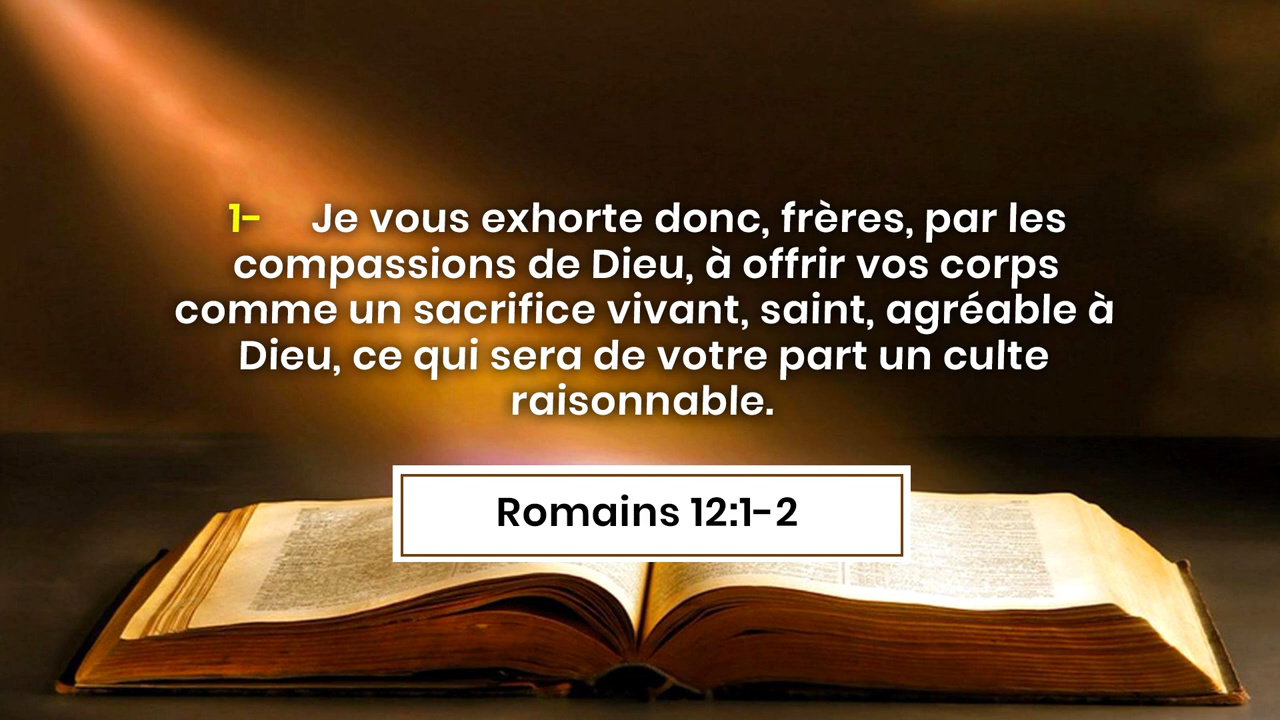 1- Je vous exhorte donc, frères, par les
compassions de Dieu, à offrir vos corps
comme un sacrifice vivant, saint, agréable à
Dieu, ce qui sera de votre part un culte
raisonnable.
Romains 12:1-2